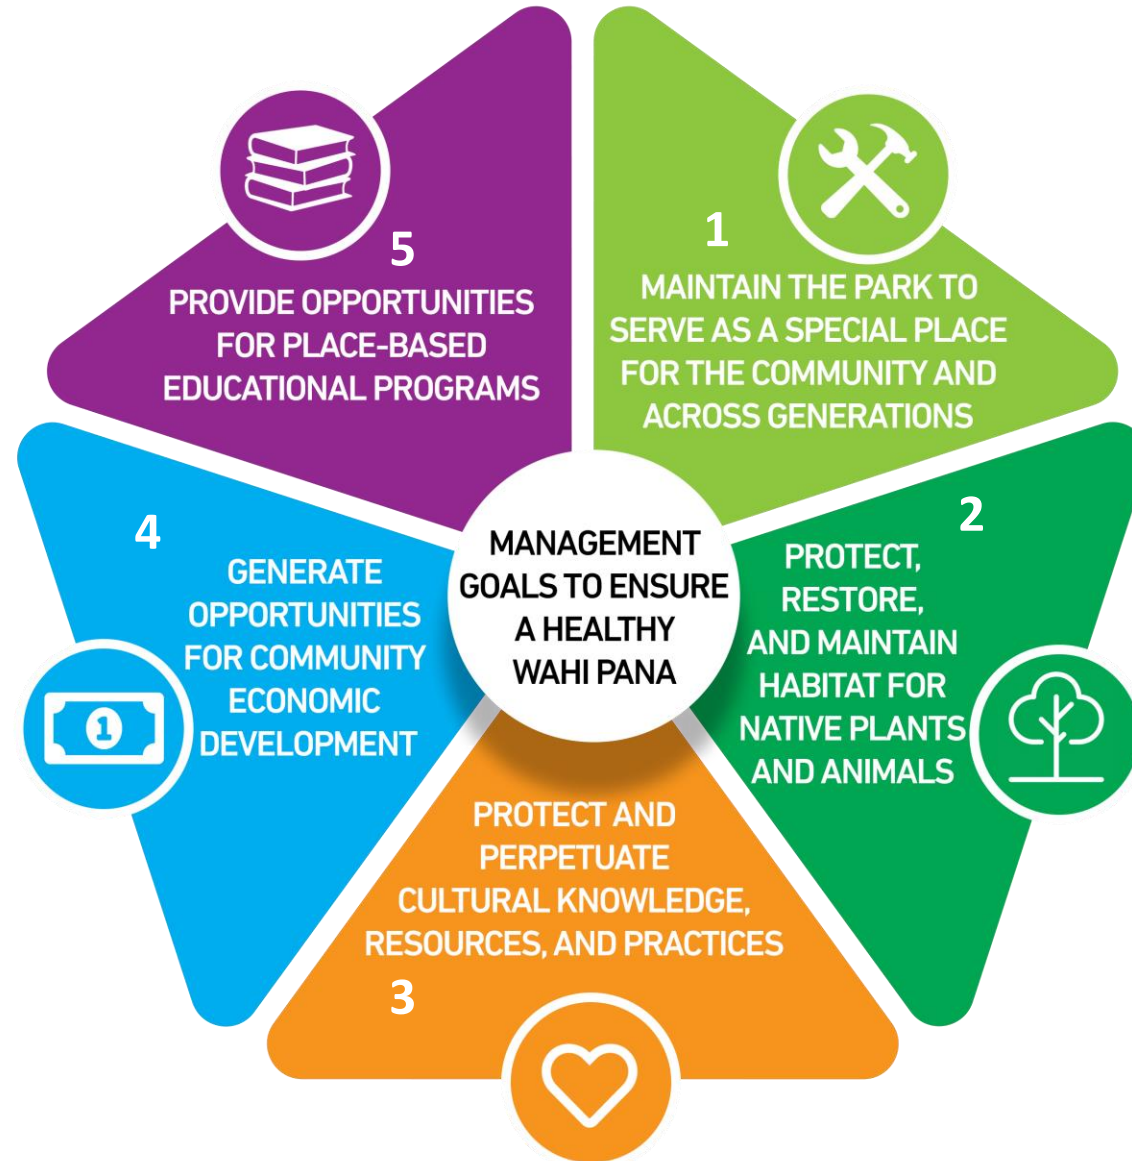 MANAGEMENT
GOALS TO ENSURE
A HEALTHY
WAHI PANA
1
MAINTAIN THE PARK TO
SERVE AS A SPECIAL PLACE
FOR THE COMMUNITY AND
ACROSS GENERATIONS
2
PROTECT,
RESTORE,
AND MAINTAIN
HABITAT FOR
NATIVE PLANTS
AND ANIMALS
PROTECT AND
PERPETUATE
CULTURAL KNOWLEDGE,
RESOURCES, AND PRACTICES
3
4
GENERATE
OPPORTUNITIES
FOR COMMUNITY
ECONOMIC
DEVELOPMENT
1
5
PROVIDE OPPORTUNITIES
FOR PLACE-BASED
EDUCATIONAL PROGRAMS